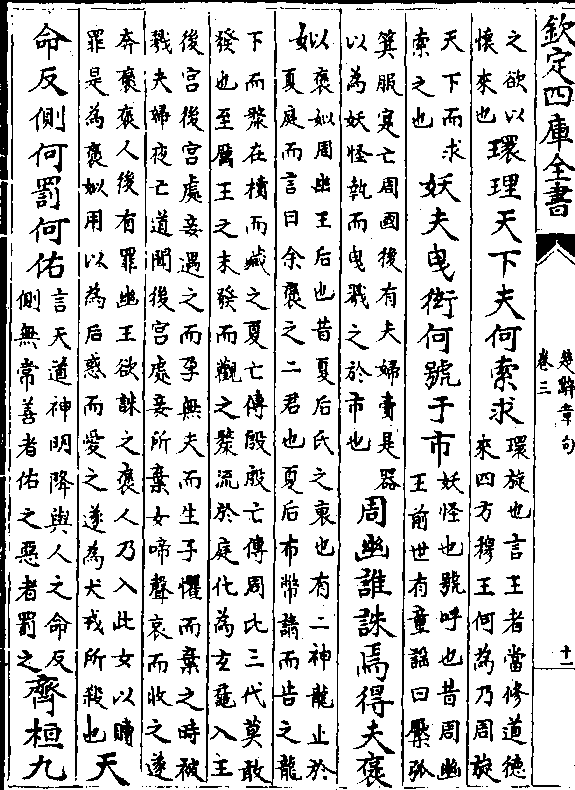 欽定四庫全書
楚辭章句
卷三
十一
之欲以
懷來也
環理天下夫何索求
環旋也言王者當修道德
來四方穆王何為乃周旋
天下而求
索之也
妖夫曳衒何號于市
妖怪也號呼也昔周幽
王前世有童謡曰檿弧
箕服寔亡周國後有夫婦賣是器
以為妖怪執而曳戮之於市也
周幽誰誅焉得夫褒
姒
褒姒周幽王后也昔夏后氏之衰也有二神龍止於
夏庭而言曰余褒之二君也夏后布幣糈而告之龍
下而漦在櫝而藏之夏亡傳殷殷亡傳周比三代莫敢
發也至厲王之末發而觀之漦流於庭化為玄黿入王
後宫後宫處妾遇之而孕無夫而生子懼而棄之時被
戮夫婦夜亡道聞後宫處妾所棄女啼聲哀而收之遂
奔褒褒人後有罪幽王欲誅之褒人乃入此女以贖
罪是為褒姒用以為后惑而愛之遂為犬戎所殺也
天
命反側何罰何佑
言天道神明降與人之命反
側無常善者佑之惡者罰之
齊桓九